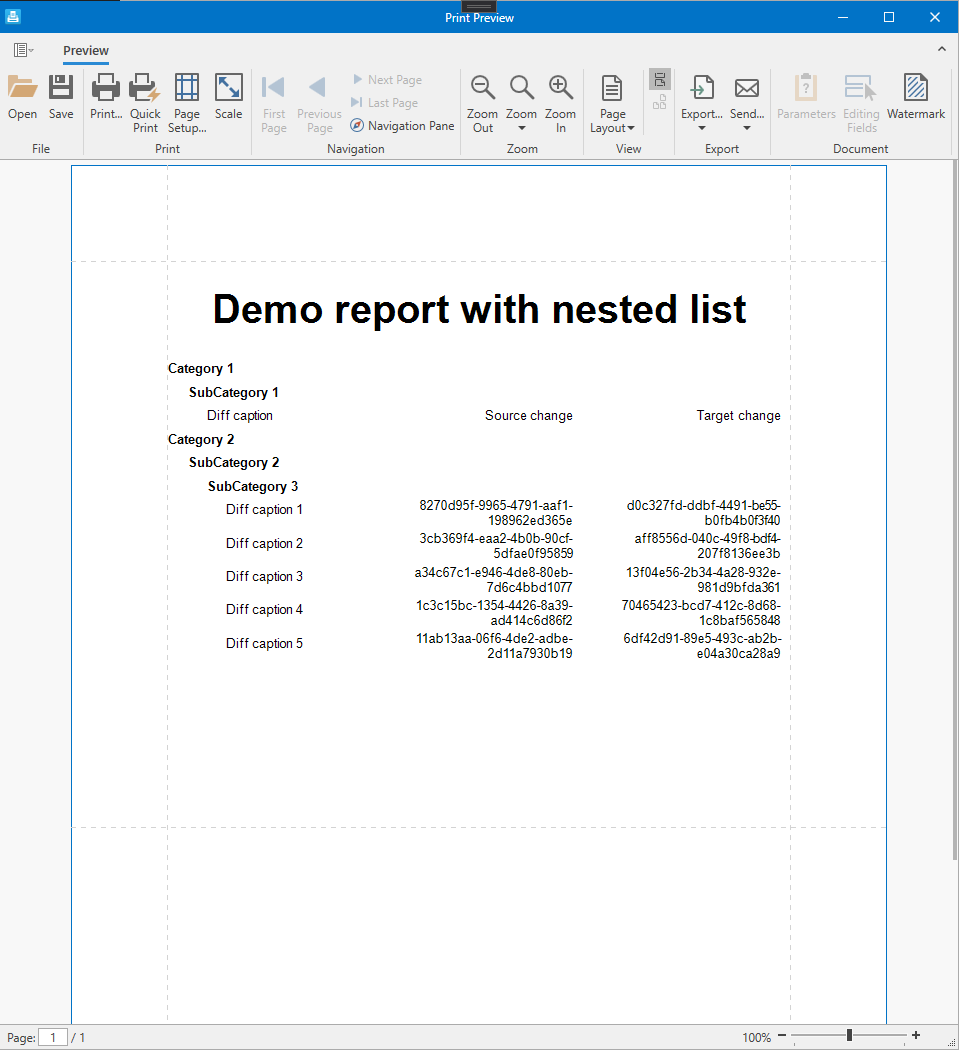 Print Preview
Preview
Open
Save
Print...
Quick
Print
Page
Setup...
Scale
First
Page
Previous
Page
Next Page
Last Page
Navigation Pane
Zoom
Out
Zoom
Zoom
In
Page
Layout
Export...
Send...
Parameters
Editing
Fields
Watermark
File
Print
Navigation
Zoom
View
Export
Document
Demo report with nested list
Category 1
SubCategory 1
Diff caption Source change Target change
Category 2
SubCategory 2
SubCategory 3
Diff caption 1 8270d95f-9965-4791-aaf1- d0c327fd-ddbf-4491-be55-
198962ed365e b0fb4b0f3f40
Diff caption 2 3cb369f4-eaa2-4b0b-90cf- aff8556d-040c-49f8-bdf4-
5dfae0f95859 207f8136ee3b
Diff caption 3 a34c67c1-e946-4de8-80eb- 13f04e56-2b34-4a28-932e-
7d6c4bbd1077 981d9bfda361
Diff caption 4 1c3c15bc-1354-4426-8a39- 70465423-bcd7-412c-8d68-
ad414c6d86f2 1c8baf565848
Diff caption 5 11ab13aa-06f6-4de2-adbe- 6df42d91-89e5-493c-ab2b-
2d11a7930b19 e04a30ca28a9
Page: 1 / 1
100%